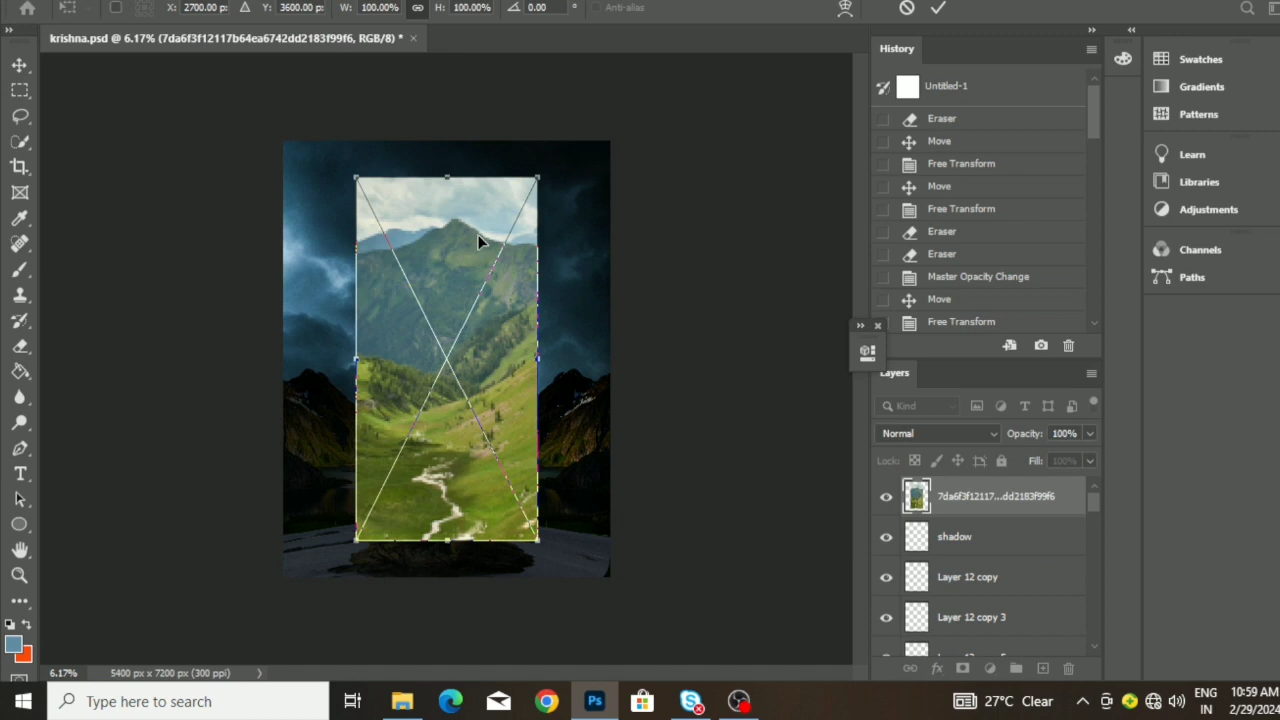 X: 2700.00 px Y: 3600.00 px W: 100.00% H: 100.00% 0.00 ° Anti-alias
krishna.psd @ 6.17% (7da6f3f12117b64ea6742dd2183f99f6, RGB/8) * ×
History
Untitled-1
Eraser
Move
Free Transform
Move
Free Transform
Eraser
Eraser
Master Opacity Change
Move
Free Transform
Swatches
Gradients
Patterns
Learn
Libraries
Adjustments
Channels
Paths
Layers
Kind
Normal Opacity: 100%
Lock: Fill: 100%
7da6f3f12117...dd2183f99f6
shadow
Layer 12 copy
Layer 12 copy 3
6.17% 5400 px x 7200 px (300 ppi)
Type here to search
Ps
27°C Clear
ENG
IN
10:59 AM
2/29/2024